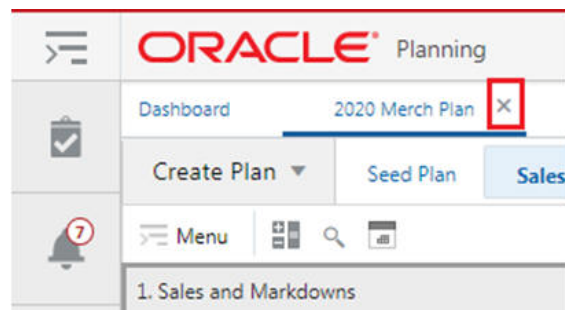 ORACLE Planning
Dashboard 2020 Merch Plan ×
Create Plan Seed Plan Sales
7
Menu
1. Sales and Markdowns